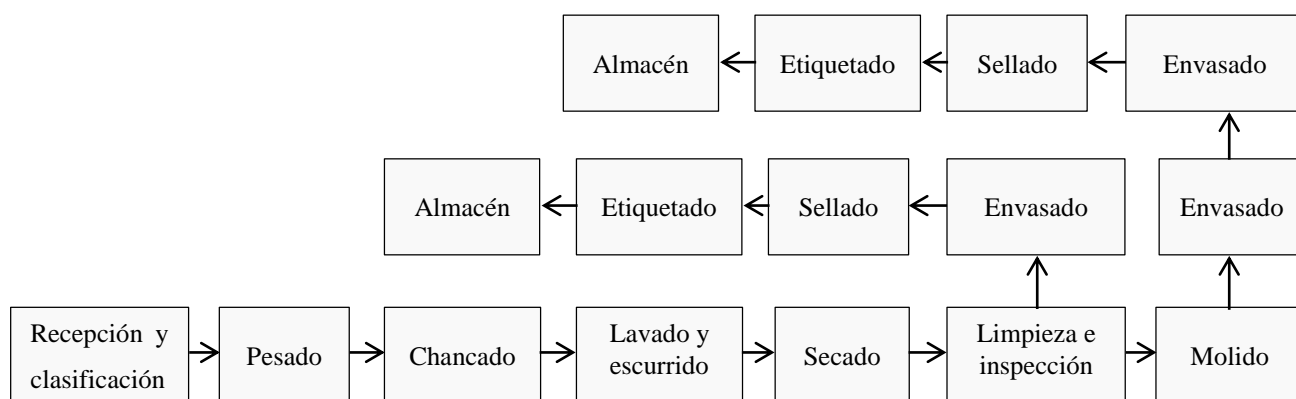 Almacén
Etiquetado
Sellado
Envasado
Almacén
Etiquetado
Sellado
Envasado
Envasado
Recepción y
clasificación
Pesado
Chancado
Lavado y
escurrido
Secado
Limpieza e
inspección
Molido